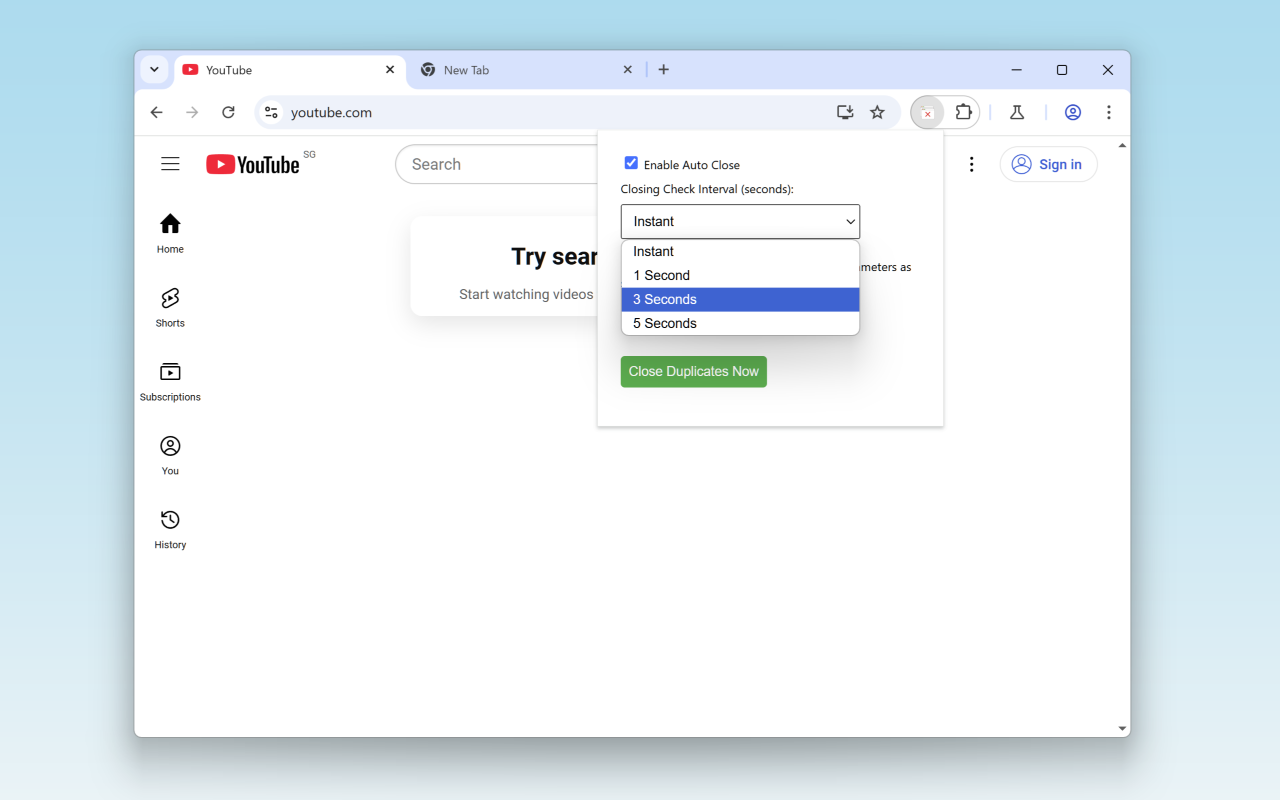 YouTube
New Tab
youtube.com
YouTube SG
Search
Sign in
Home
Shorts
Subscriptions
You
History
Try sear
Start watching videos
Enable Auto Close
Closing Check Interval (seconds):
Instant
Instant
1 Second
3 Seconds
5 Seconds
meters as
Close Duplicates Now